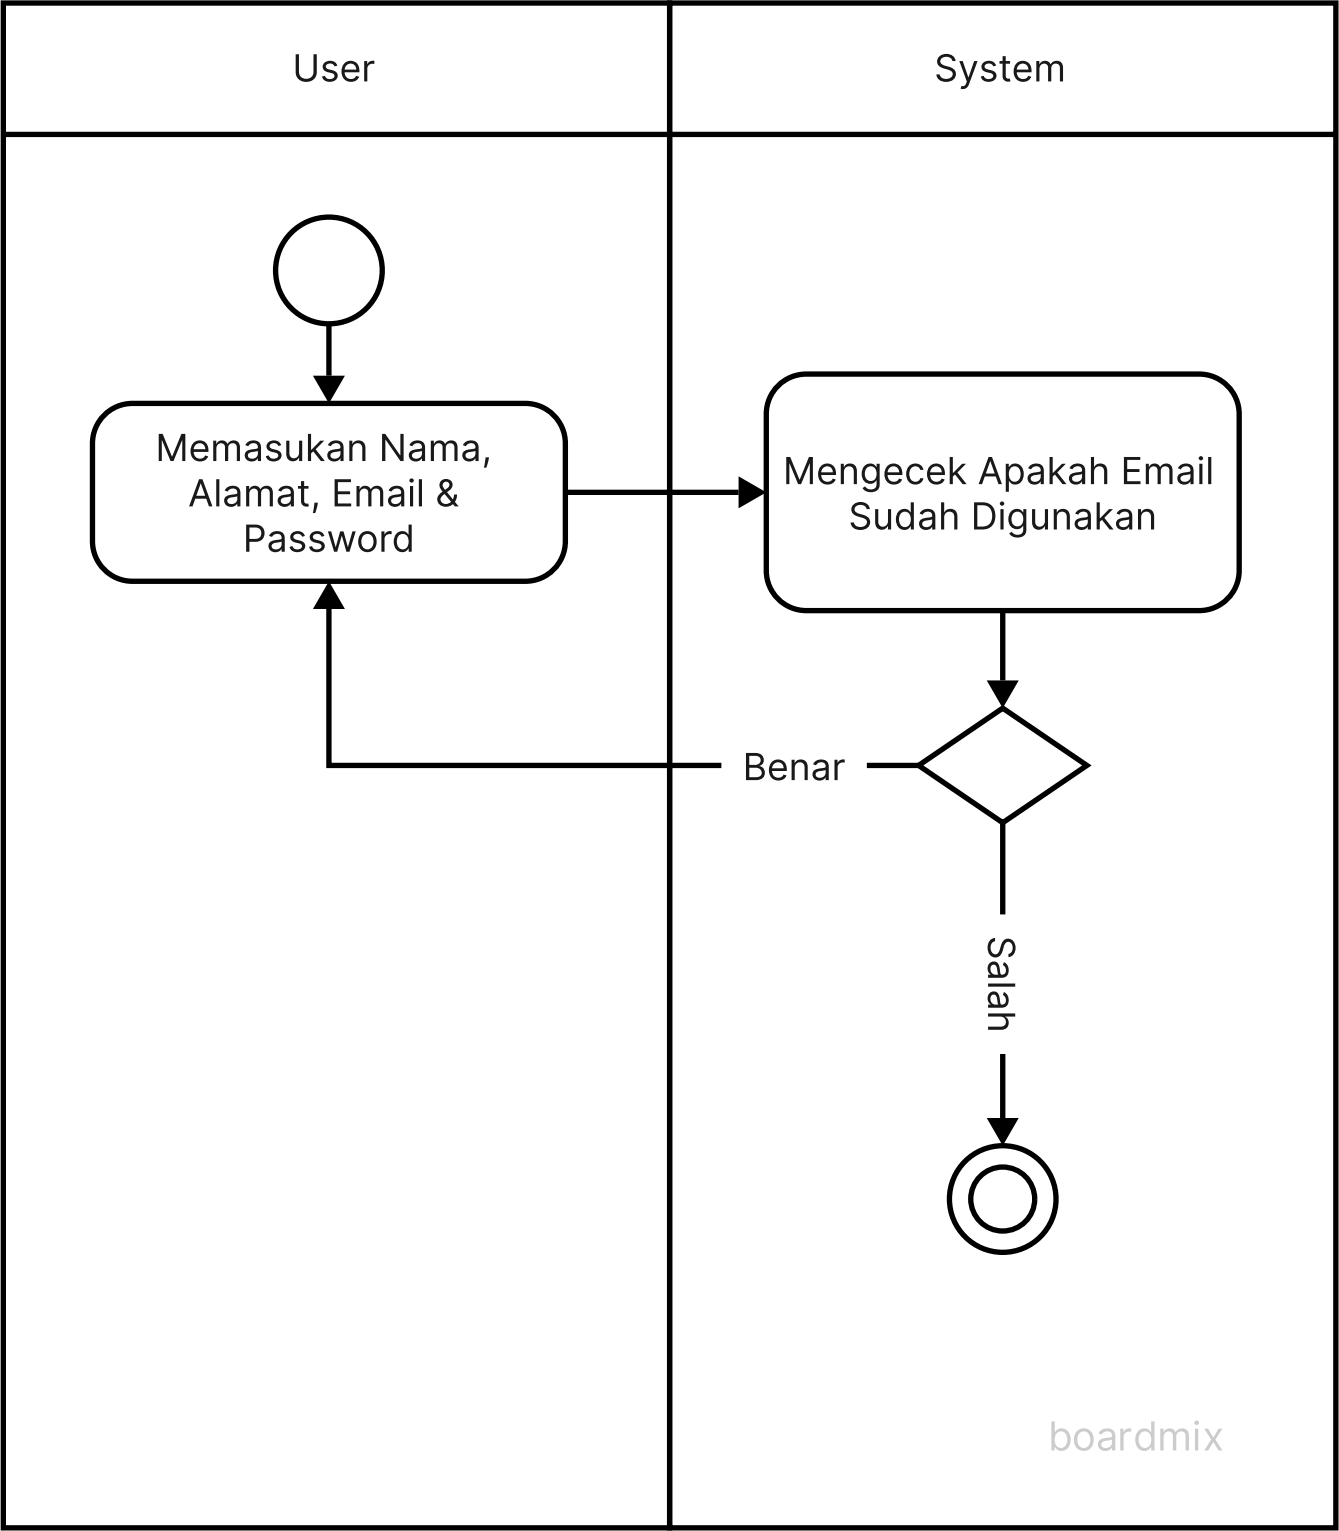 User
System
Memasukan Nama,
Alamat, Email &
Password
Mengecek Apakah Email
Sudah Digunakan
Benar
Salah
boardmix